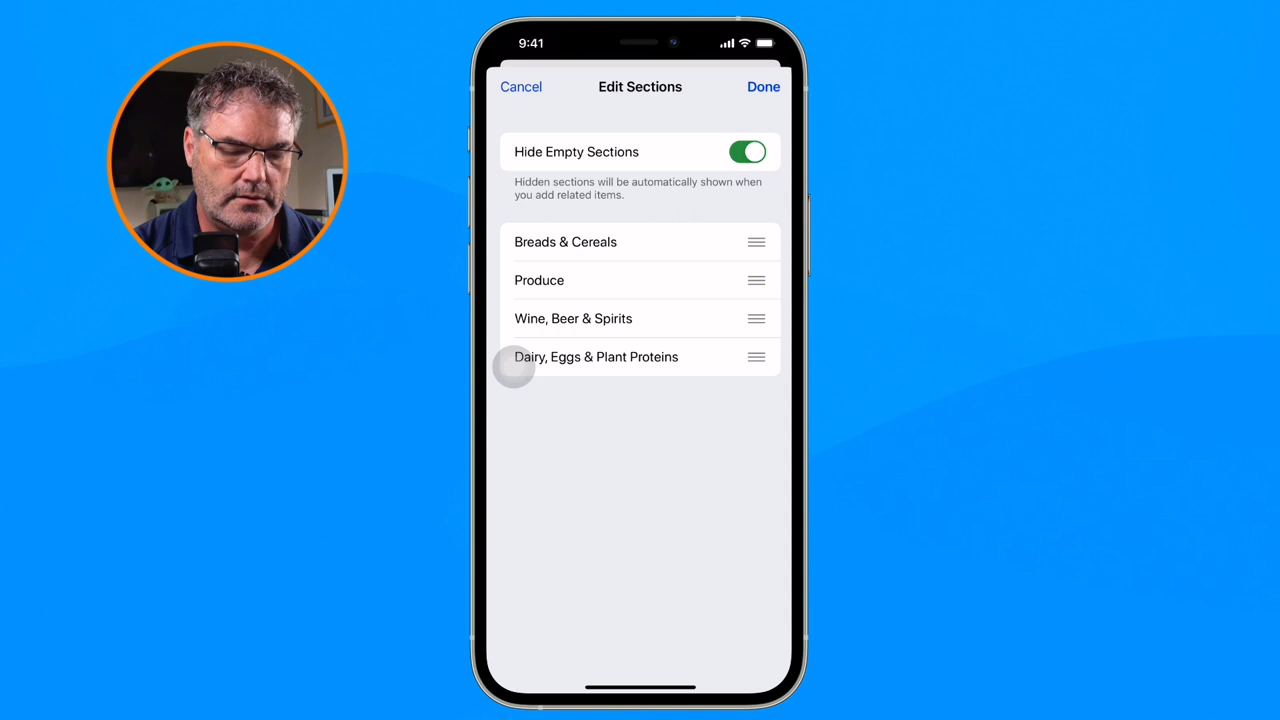 9:41
Cancel
Edit Sections
Done
Hide Empty Sections
Hidden sections will be automatically shown when
you add related items.
Breads & Cereals
Produce
Wine, Beer & Spirits
Dairy, Eggs & Plant Proteins